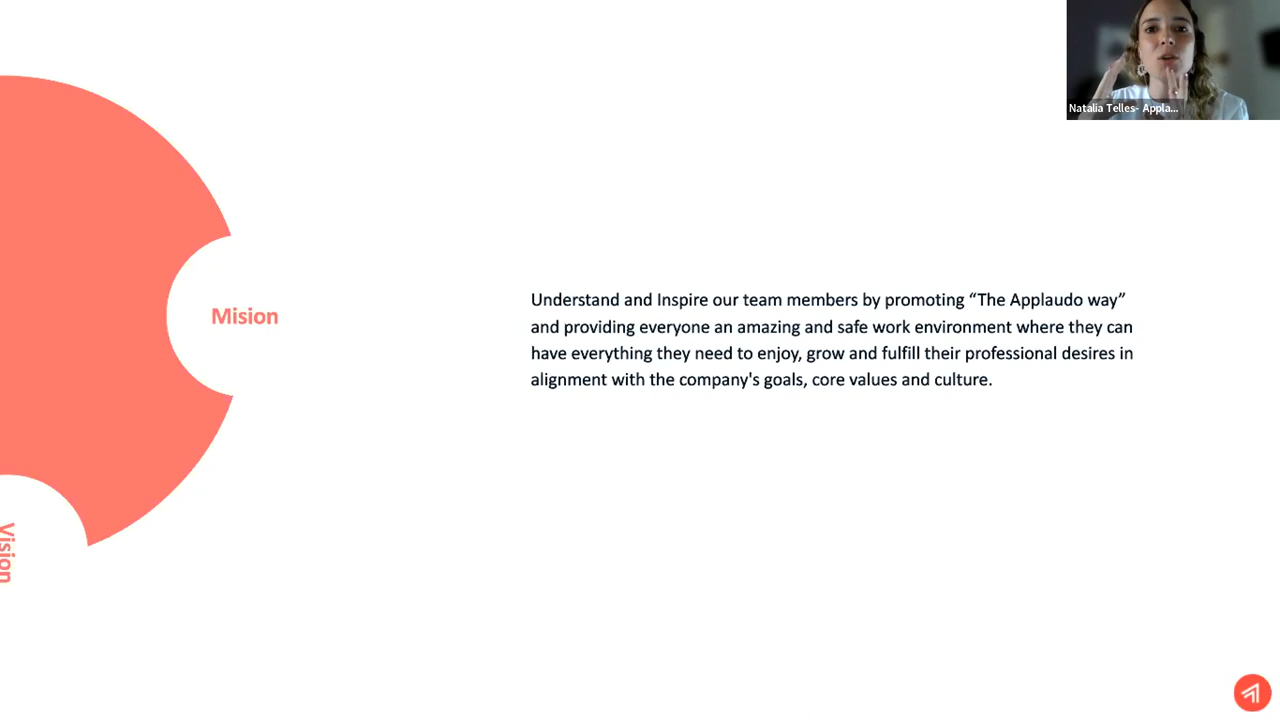 Natalia Telles- Appla...
Mision
Understand and Inspire our team members by promoting “The Applaudo way”
and providing everyone an amazing and safe work environment where they can
have everything they need to enjoy, grow and fulfill their professional desires in
alignment with the company's goals, core values and culture.
Vision